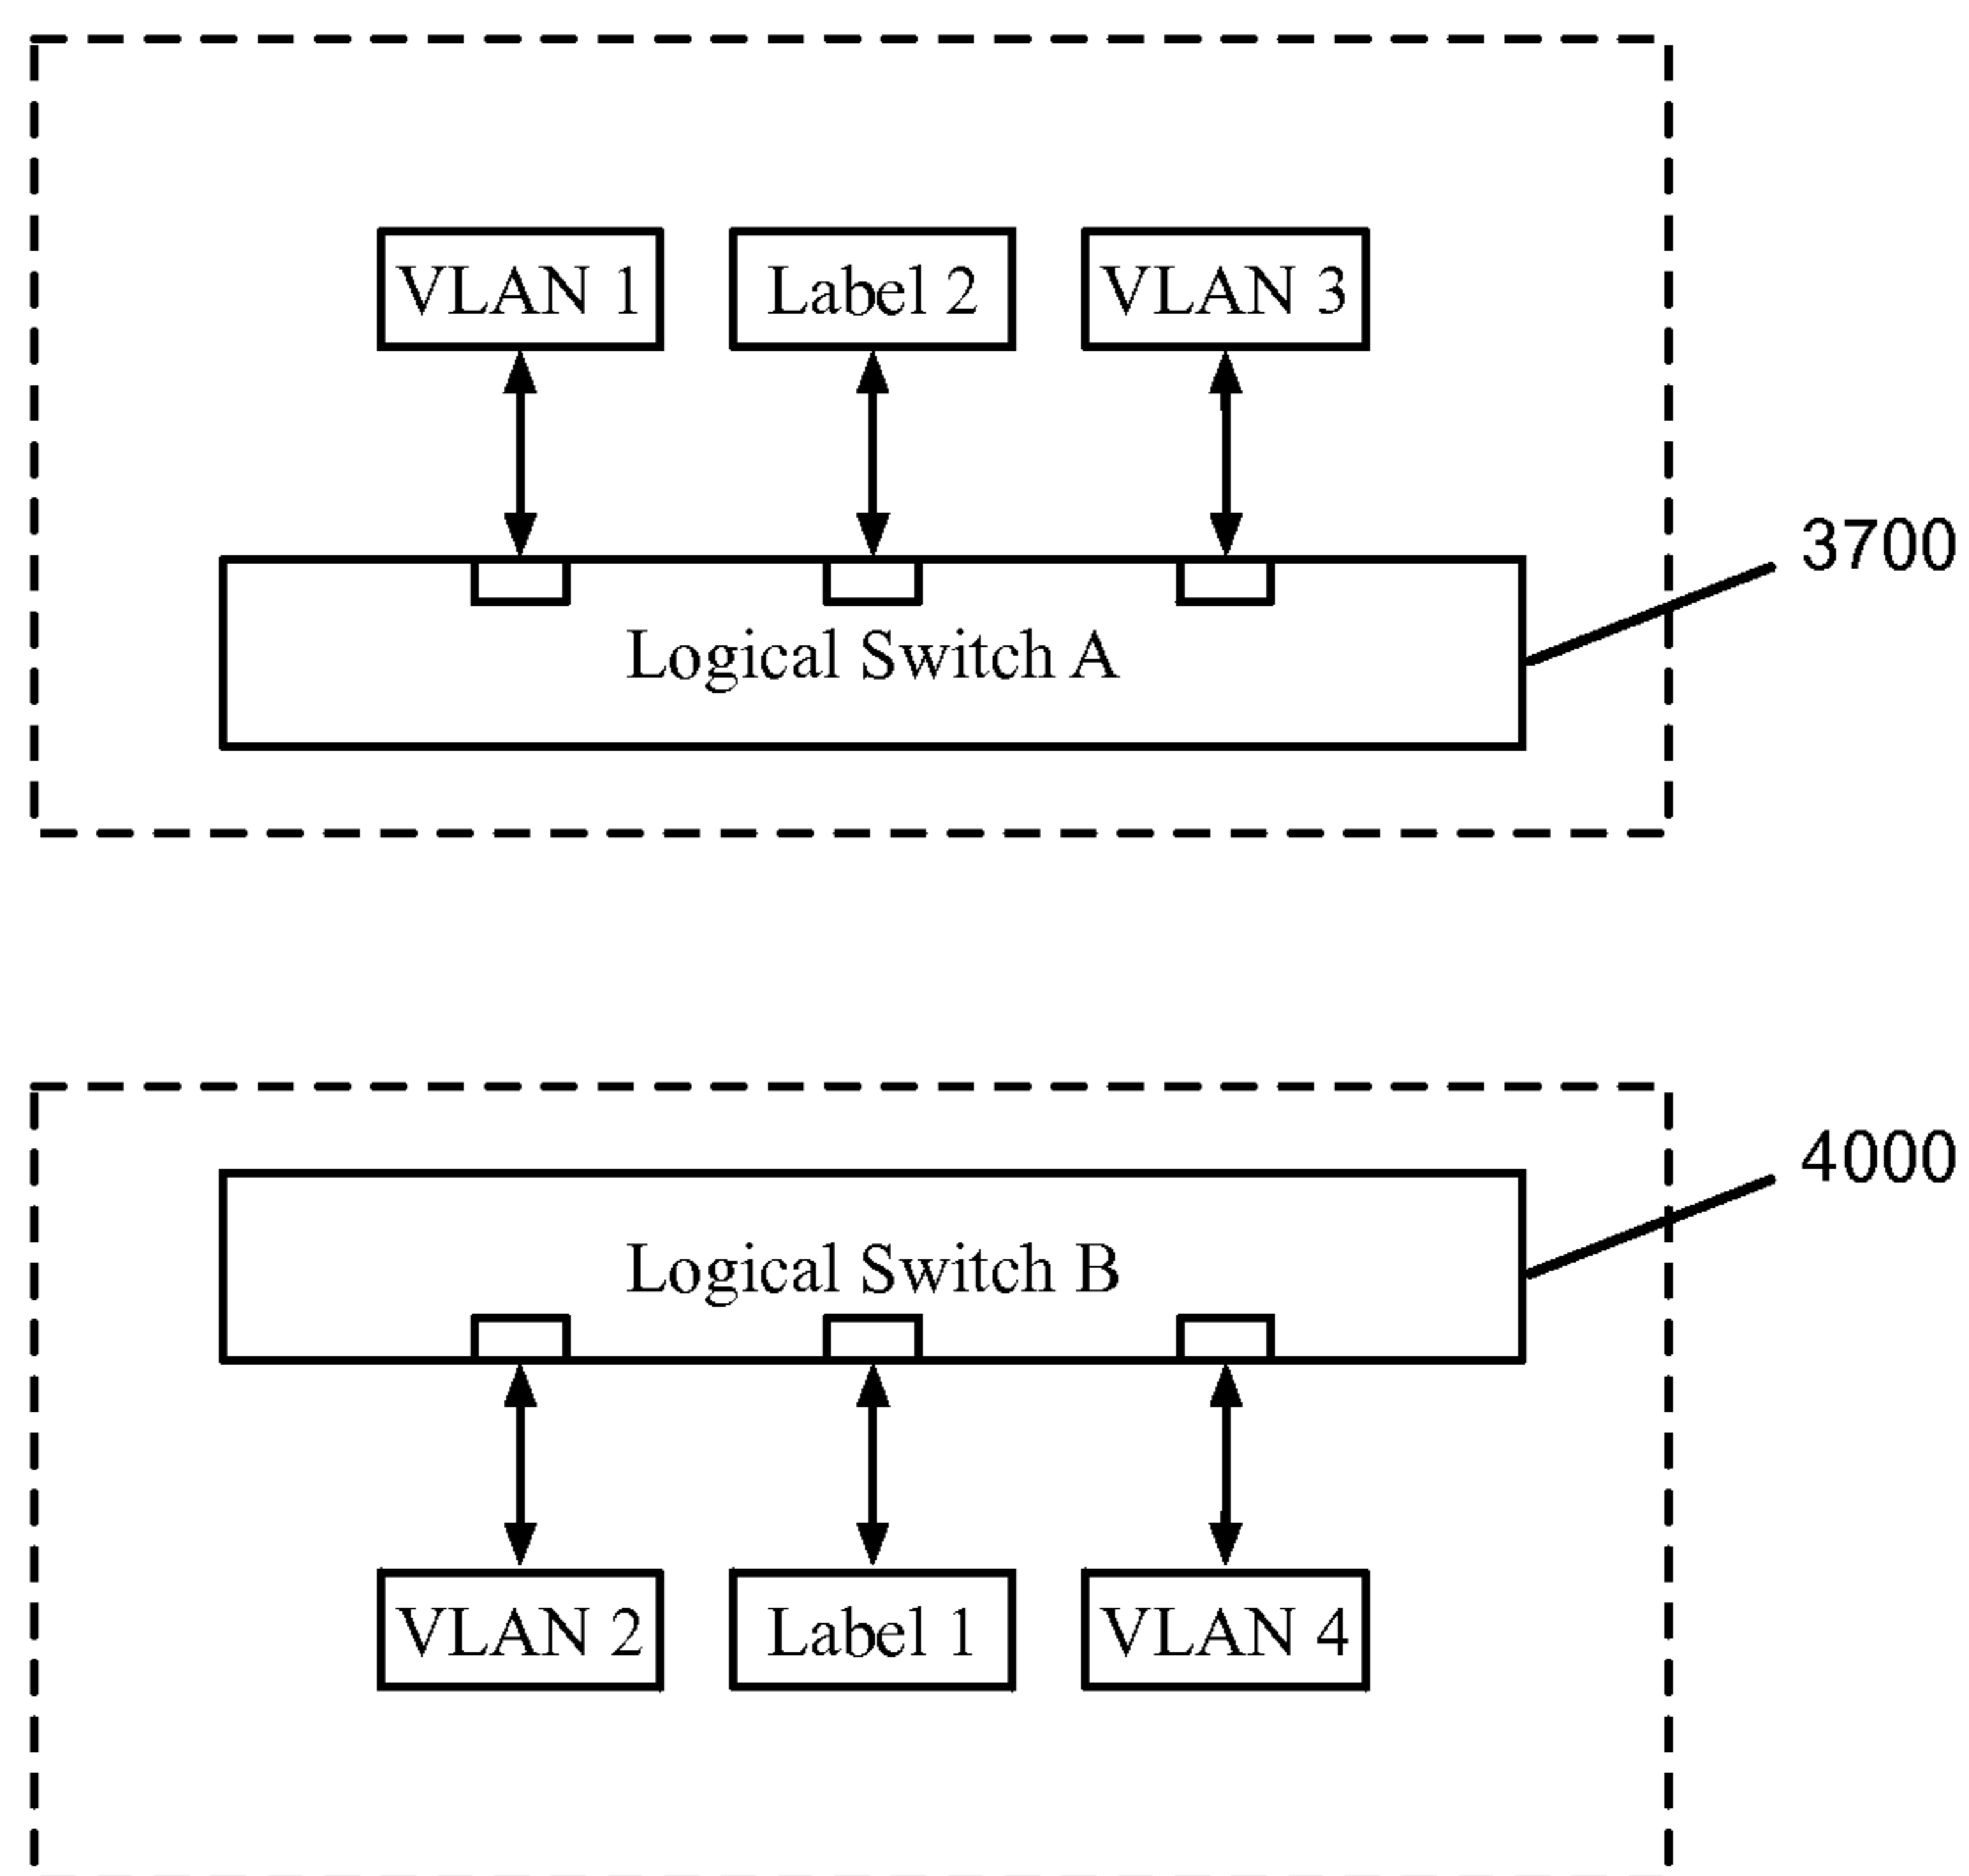 VLAN 1
Label 2
VLAN 3
3700
Logical Switch A
4000
Logical Switch B
VLAN 2
Label 1
VLAN 4